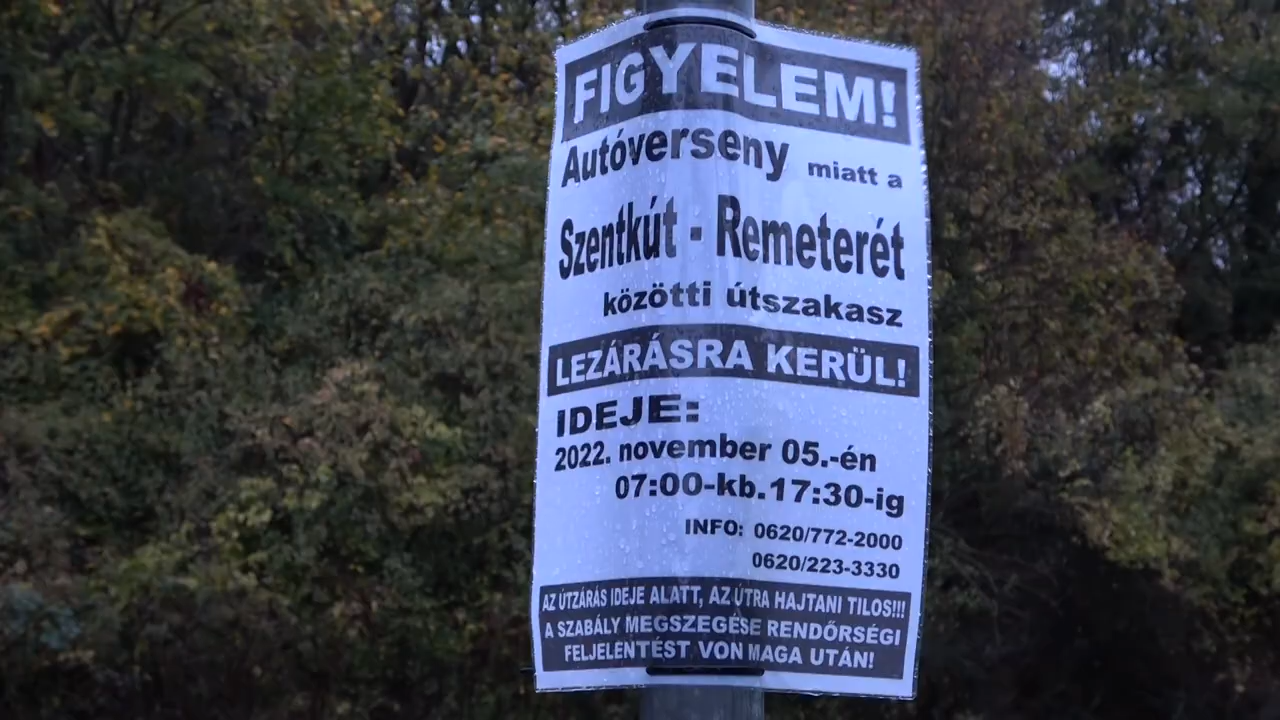 FIGYELEM!
Autóverseny miatt a
Szentkút - Remeterét
közötti útszakasz
LEZÁRÁSRA KERÜL!
IDEJE:
2022. november 05.-én
07:00-kb.17:30-ig
INFO: 0620/772-2000
0620/223-3330
AZ ÚTZÁRÁS IDEJE ALATT, AZ ÚTRA HAJTANI TILOS!!!
A SZABÁLY MEGSZEGÉSE RENDŐRSÉGI
FELJELENTÉST VON MAGA UTÁN!